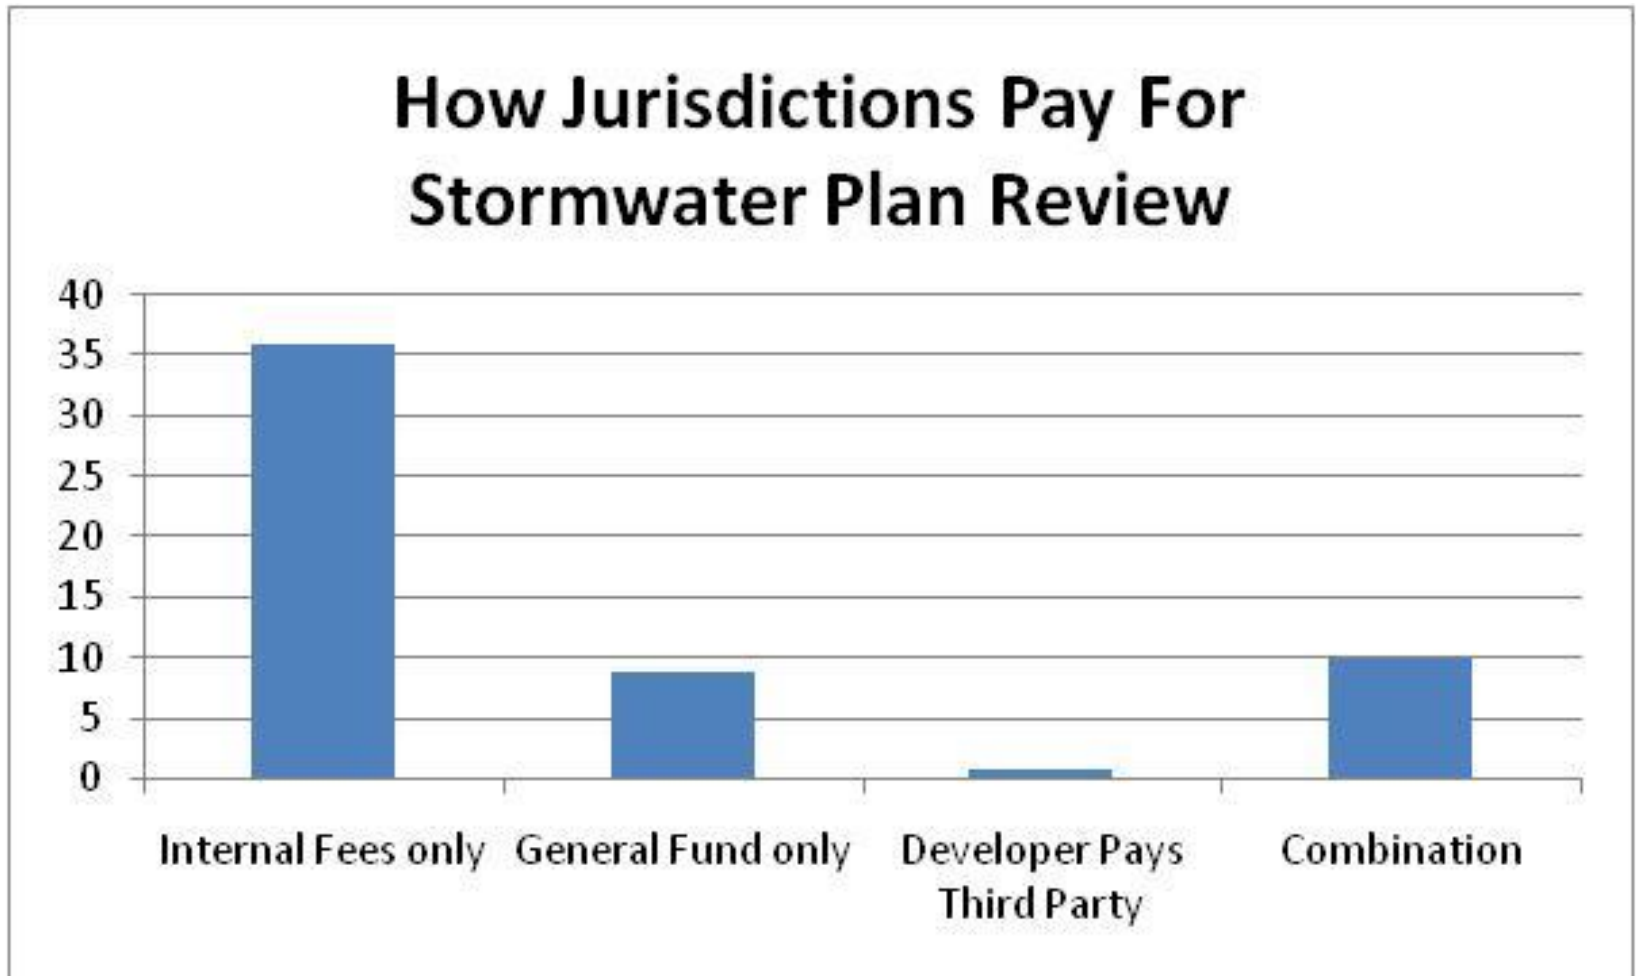 How Jurisdictions Pay For
Stormwater Plan Review
40
35
30
25
20
15
10
5
0
Internal Fees only
General Fund only
Developer Pays
Third Party
Combination